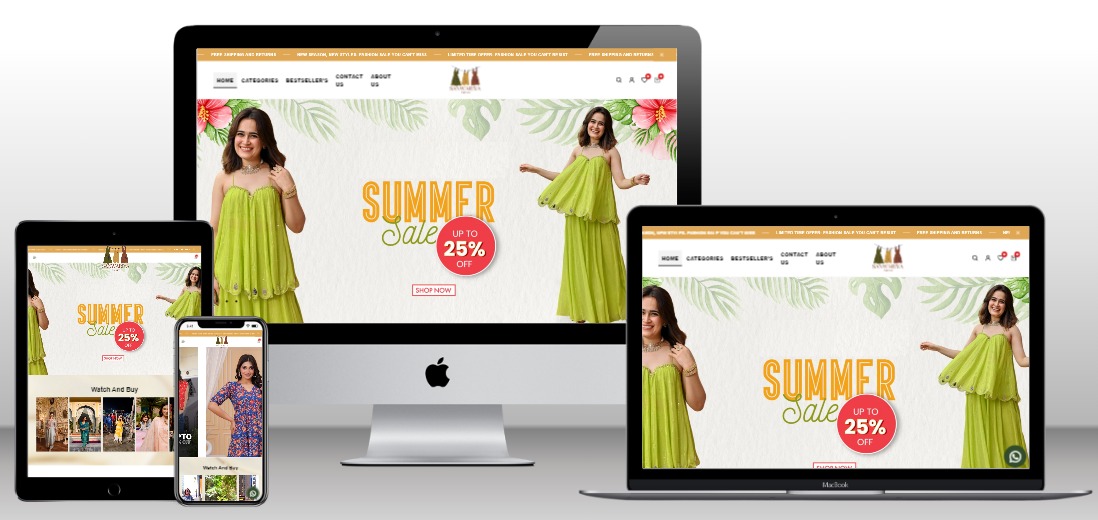 FREE SHIPPING AND RETURNS — NEW SEASON, NEW STYLES: FASHION SALE YOU CAN'T MISS — LIMITED TIME OFFER: FASHION SALE YOU CAN'T RESIST — FREE SHIPPING AND RETURNS
HOME CATEGORIES BESTSELLER'S CONTACT US ABOUT US
SUMMER
Sale
UP TO
25%
OFF
SHOP NOW
SUMMER
Sale
UP TO
25%
OFF
SHOP NOW
Watch And Buy
Watch And Buy
LIMITED TIME OFFER: FASHION SALE YOU CAN'T RESIST — FREE SHIPPING AND RETURNS
HOME CATEGORIES BESTSELLER'S CONTACT US ABOUT US
SUMMER
Sale
UP TO
25%
OFF
SHOP NOW
MacBook